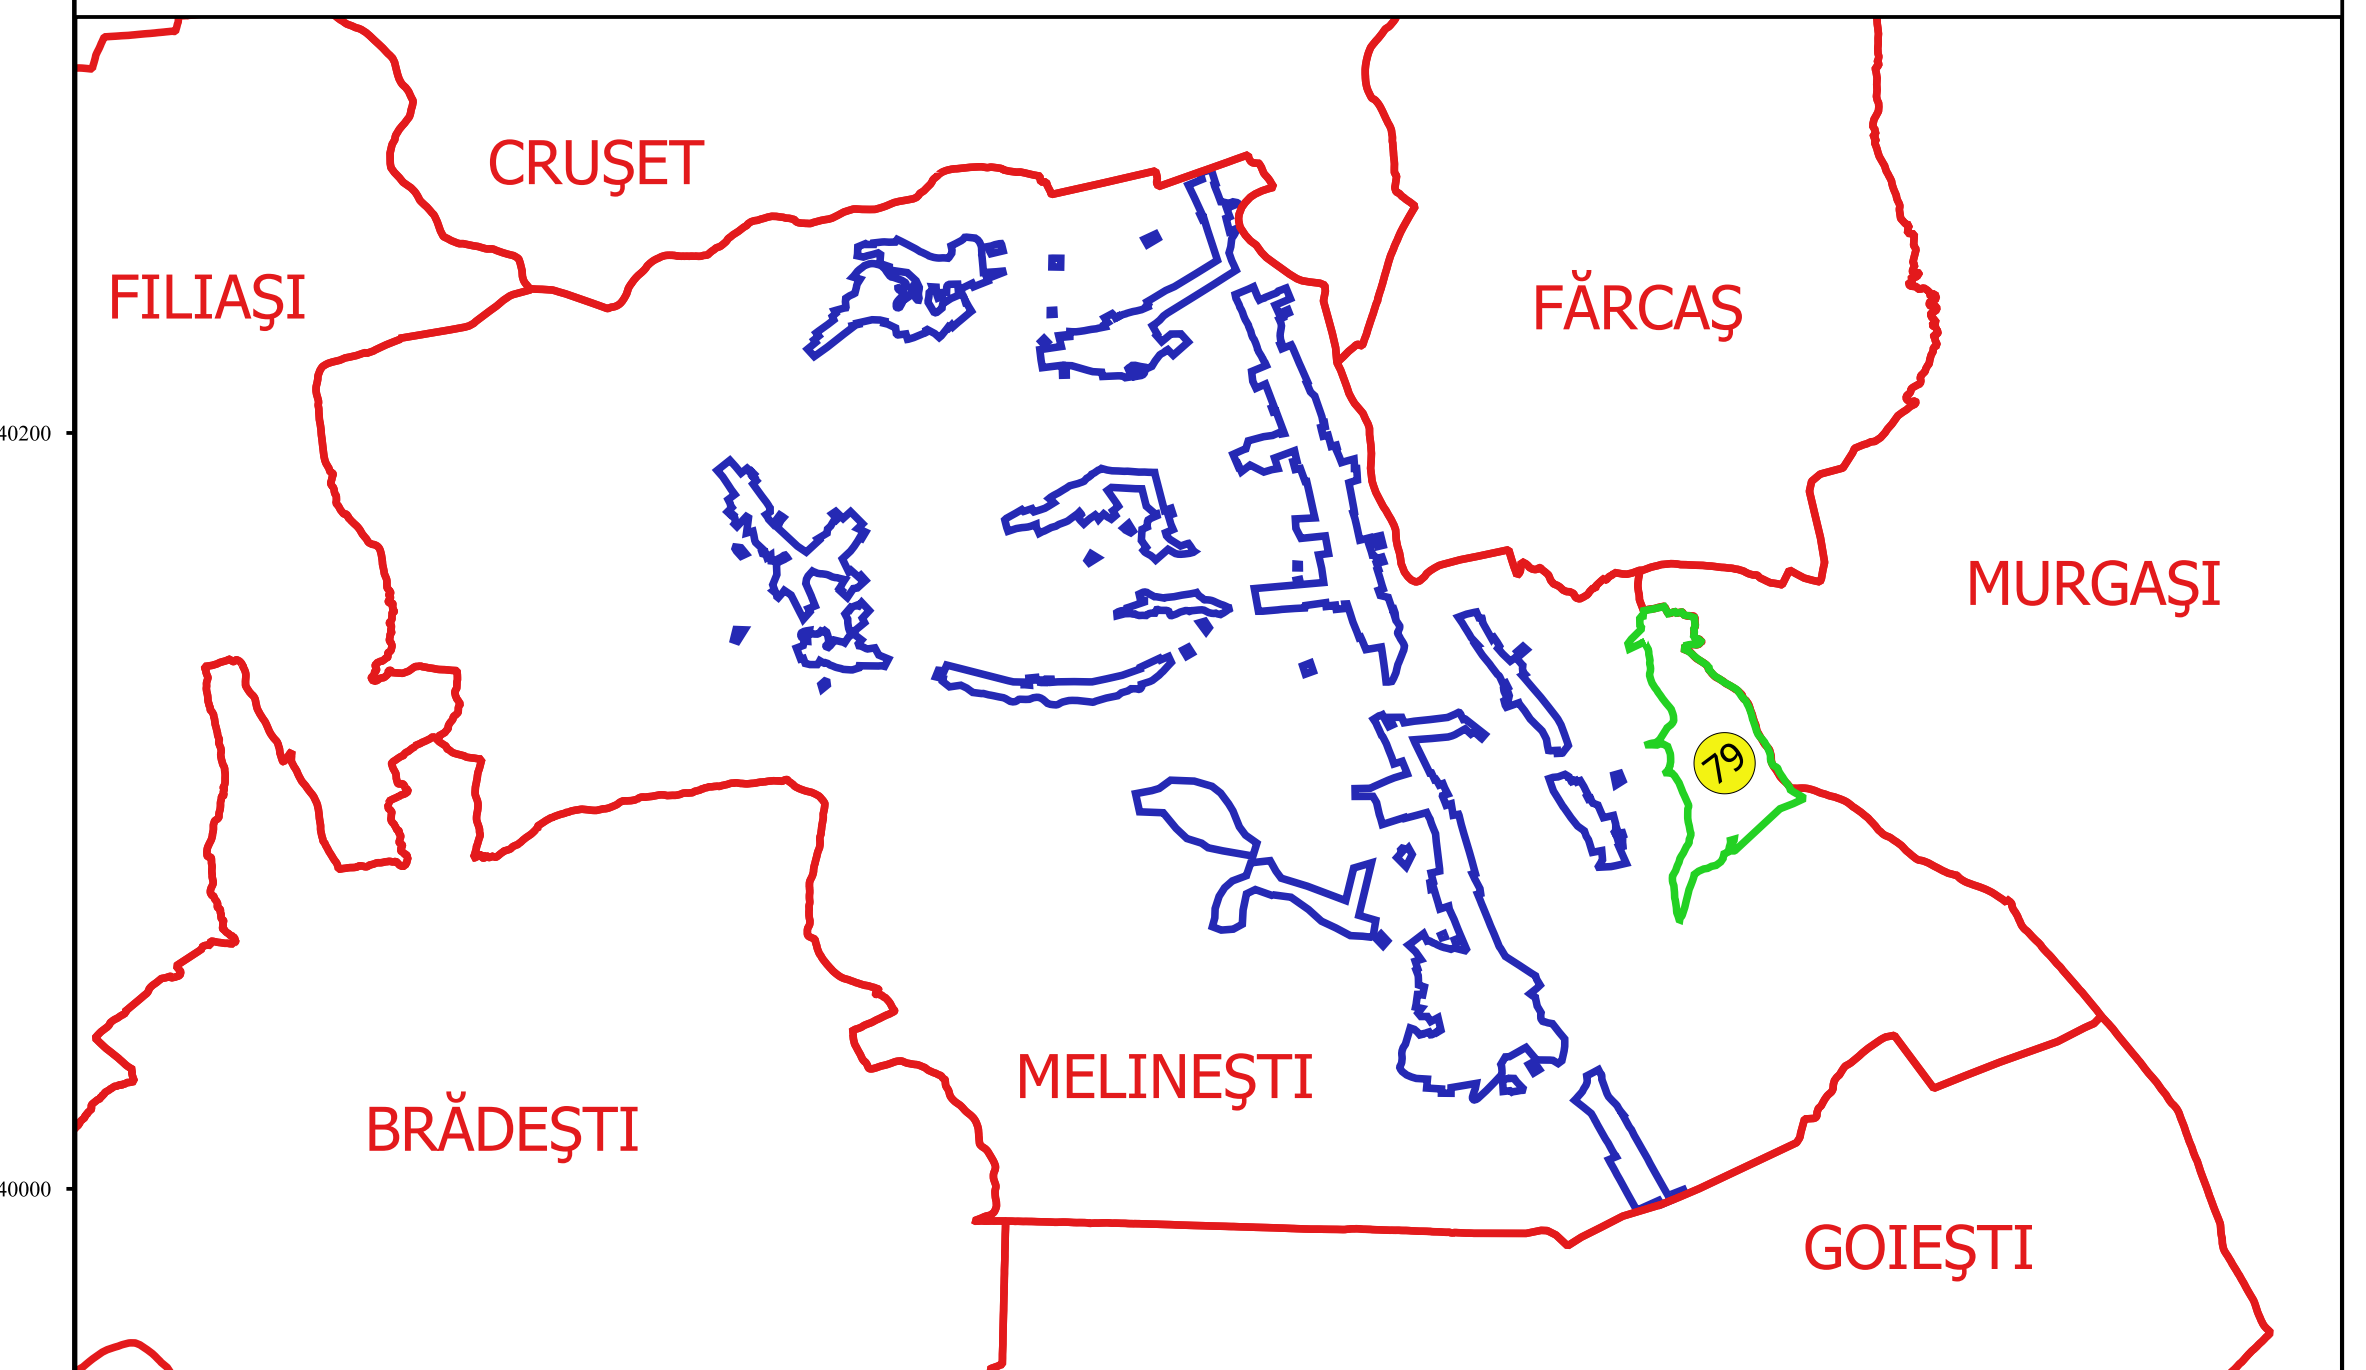 CRUŞET
FILIAŞI
FĂRCAŞ
40200
MURGAŞI
79
MELINEŞTI
BRĂDEŞTI
40000
GOIEŞTI